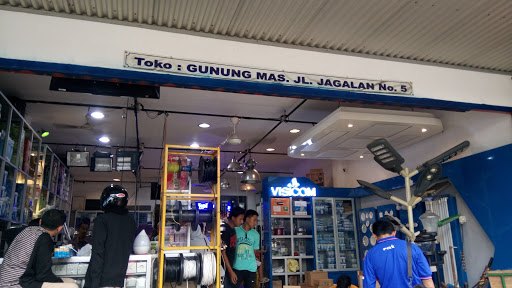 Toko : GUNUNG MAS. JL. JAGALAN No. 5
VISICOM